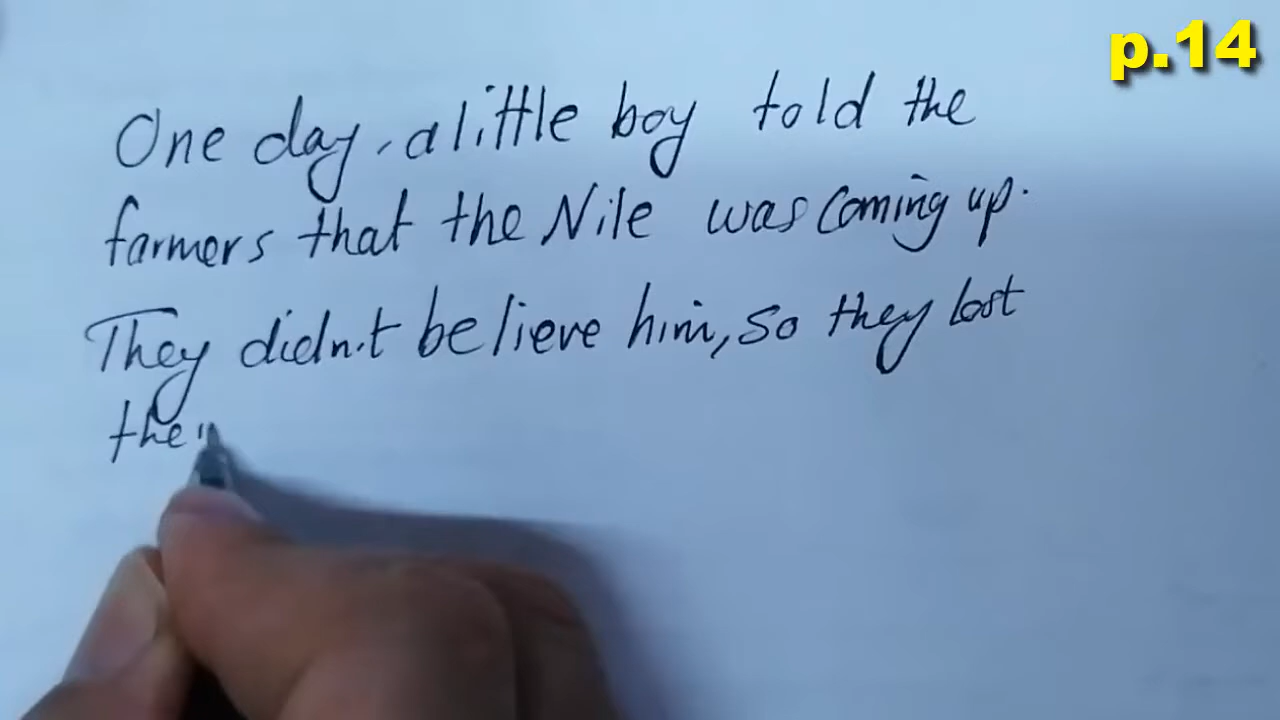 p.14
One day, a little boy told the
farmers that the Nile was coming up.
They didn't believe him, so they lost
the